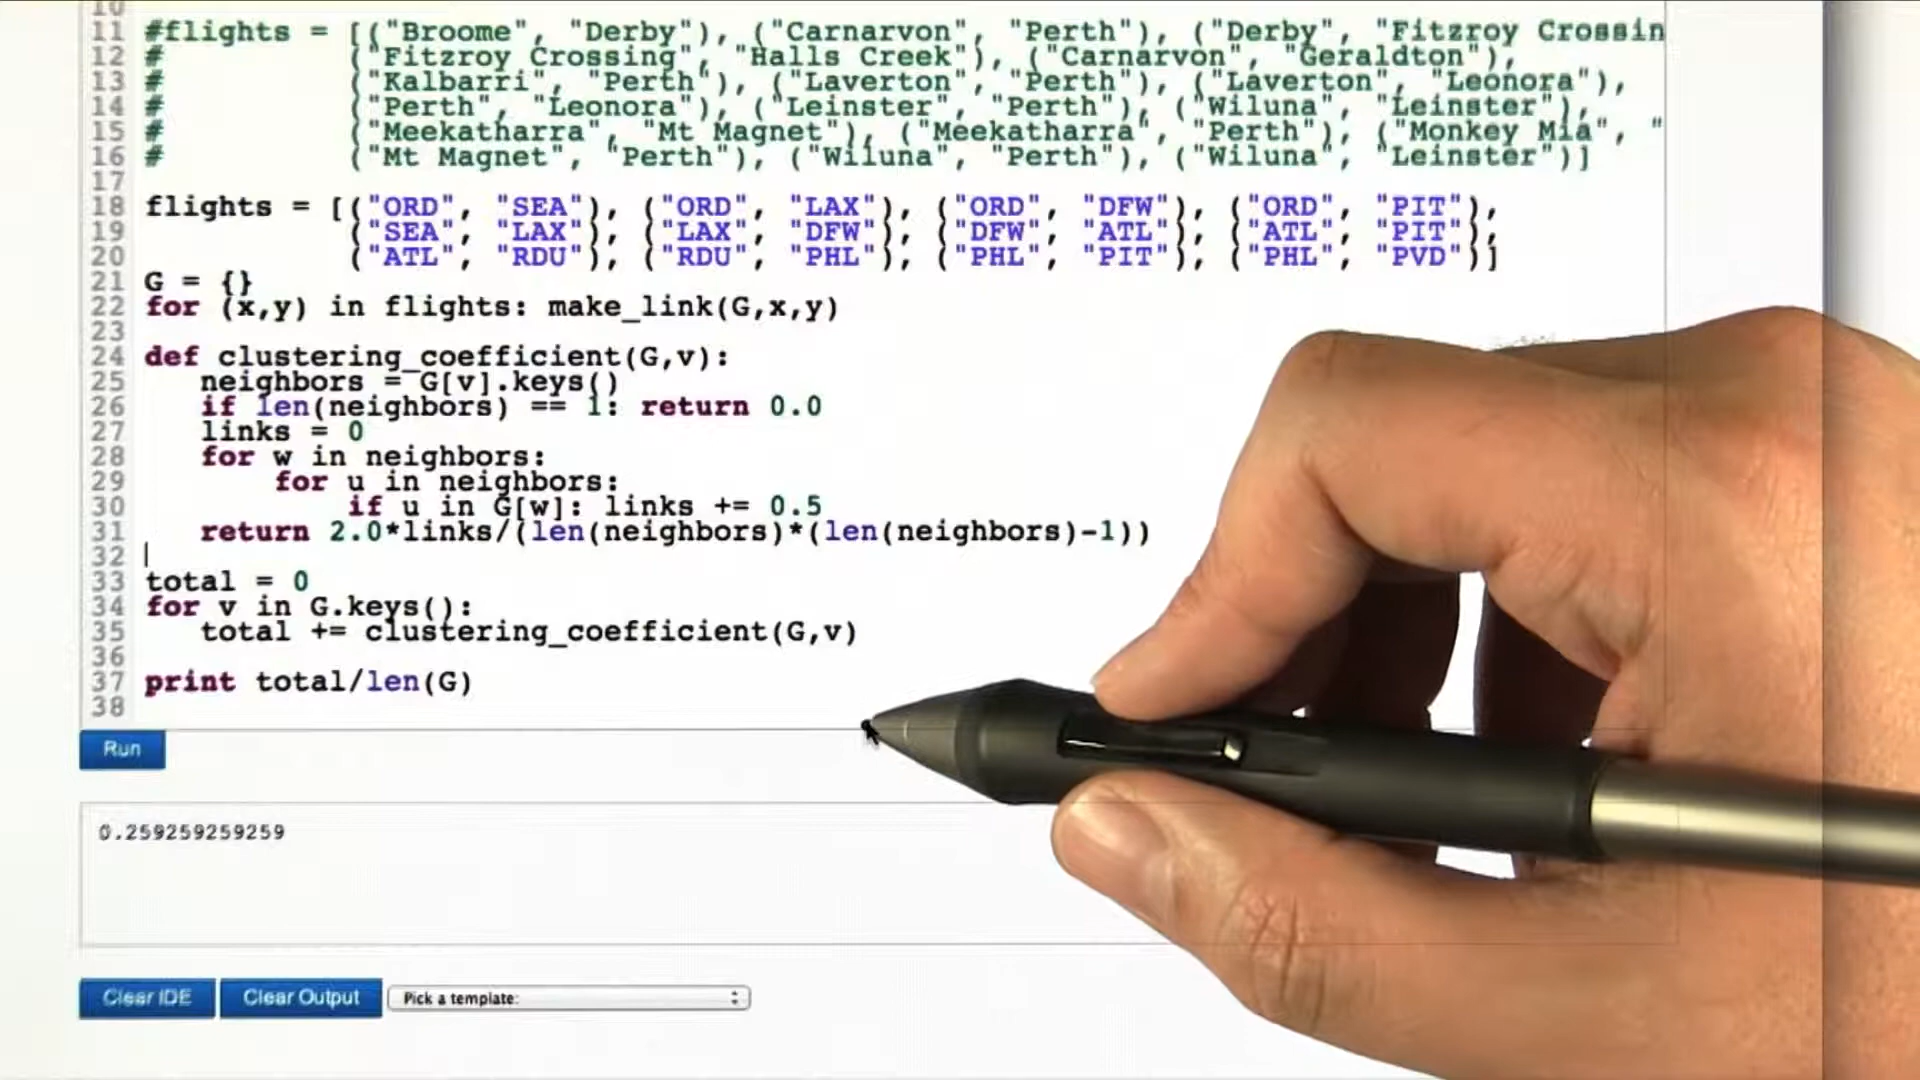 10
11 #flights = [("Broome", "Derby"), ("Carnarvon", "Perth"), ("Derby", "Fitzroy Crossin
12 # ("Fitzroy Crossing", "Halls Creek"), ("Carnarvon", "Geraldton"),
13 # ("Kalbarri", "Perth"), ("Laverton", "Perth"), ("Laverton", "Leonora"),
14 # ("Perth", "Leonora"), ("Leinster", "Perth"), ("Wiluna", "Leinster"),
15 # ("Meekatharra", "Mt Magnet"), ("Meekatharra", "Perth"), ("Monkey Mia", "
16 # ("Mt Magnet", "Perth"), ("Wiluna", "Perth"), ("Wiluna", "Leinster")]
17
18 flights = [("ORD", "SEA"), ("ORD", "LAX"), ("ORD", "DFW"), ("ORD", "PIT"),
19 ("SEA", "LAX"), ("LAX", "DFW"), ("DFW", "ATL"), ("ATL", "PIT"),
20 ("ATL", "RDU"), ("RDU", "PHL"), ("PHL", "PIT"), ("PHL", "PVD")]
21 G = {}
22 for (x,y) in flights: make_link(G,x,y)
23
24 def clustering_coefficient(G,v):
25 neighbors = G[v].keys()
26 if len(neighbors) == 1: return 0.0
27 links = 0
28 for w in neighbors:
29 for u in neighbors:
30 if u in G[w]: links += 0.5
31 return 2.0*links/(len(neighbors)*(len(neighbors)-1))
32
33 total = 0
34 for v in G.keys():
35 total += clustering_coefficient(G,v)
36
37 print total/len(G)
38
Run
0.259259259259
Clear IDE Clear Output Pick a template: